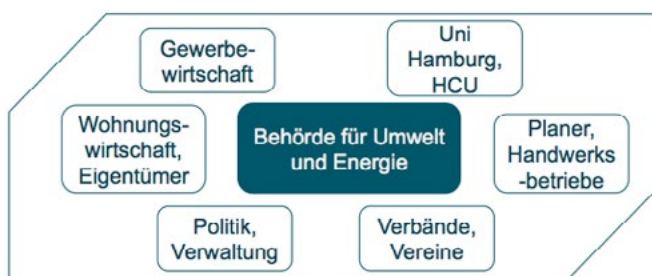 Gewerbe-
wirtschaft
Uni
Hamburg,
HCU
Wohnungs-
wirtschaft,
Eigentümer
Behörde für Umwelt
und Energie
Planer,
Handwerks
-betriebe
Politik,
Verwaltung
Verbände,
Vereine